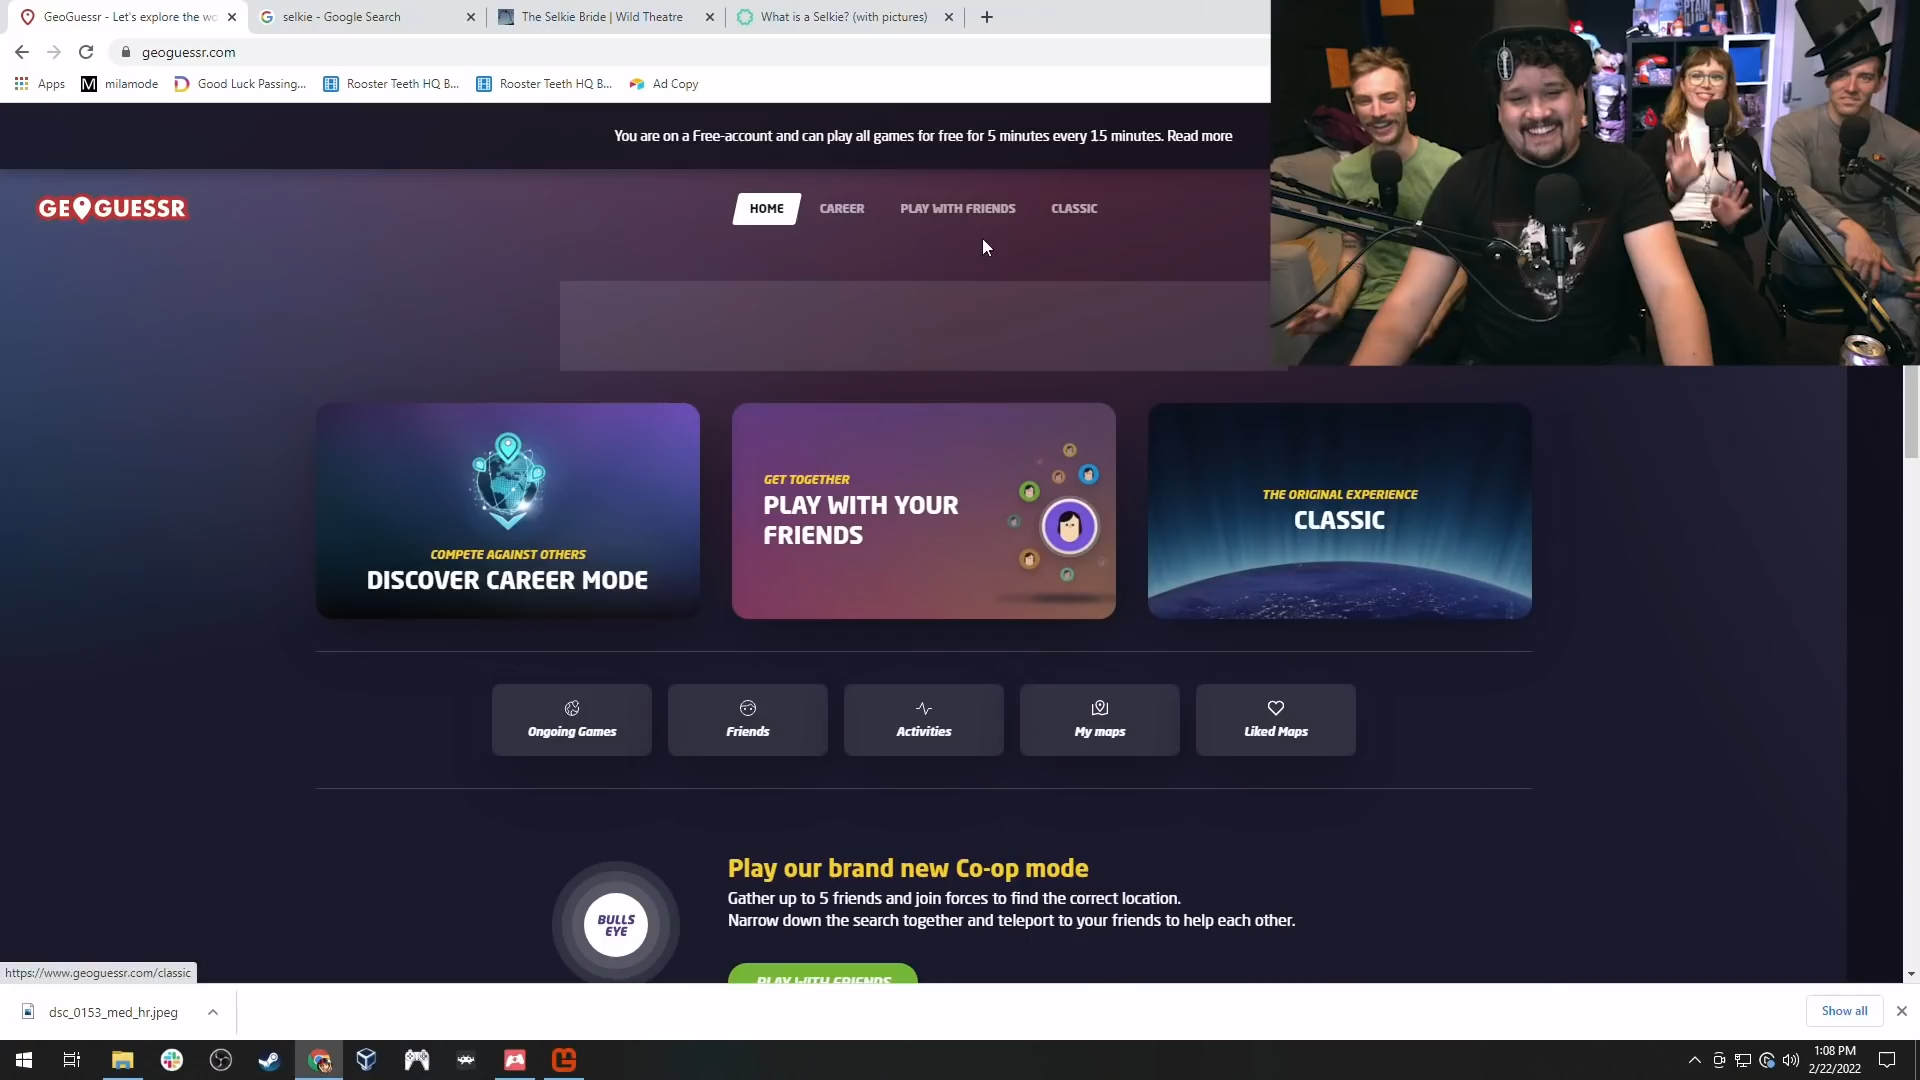 GeoGuessr - Let's explore the wo
selkie - Google Search
The Selkie Bride | Wild Theatre
What is a Selkie? (with pictures)
geoguessr.com
Apps
M milamode
Good Luck Passing...
Rooster Teeth HQ B...
Rooster Teeth HQ B...
Ad Copy
You are on a Free-account and can play all games for free for 5 minutes every 15 minutes. Read more
GEOGUESSR
HOME
CAREER
PLAY WITH FRIENDS
CLASSIC
COMPETE AGAINST OTHERS
DISCOVER CAREER MODE
GET TOGETHER
PLAY WITH YOUR
FRIENDS
THE ORIGINAL EXPERIENCE
CLASSIC
Ongoing Games
Friends
Activities
My maps
Liked Maps
BULLS
EYE
Play our brand new Co-op mode
Gather up to 5 friends and join forces to find the correct location.
Narrow down the search together and teleport to your friends to help each other.
PLAY WITH FRIENDS
https://www.geoguessr.com/classic
dsc_0153_med_hr.jpeg
Show all
1:08 PM
2/22/2022